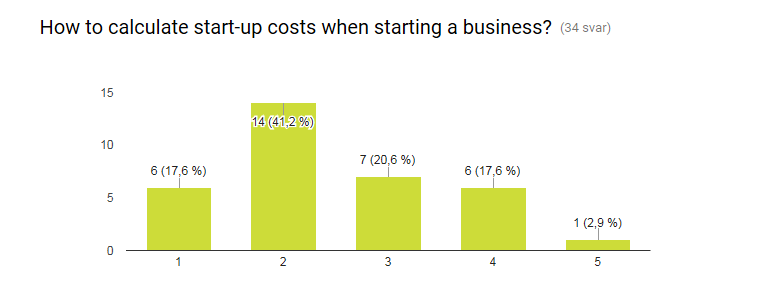 How to calculate start-up costs when starting a business? (34 svar)
15
14 (41,2 %)
10
7 (20,6 %)
6 (17,6 %)
6 (17,6 %)
5
1 (2,9 %)
0
1 2 3 4 5